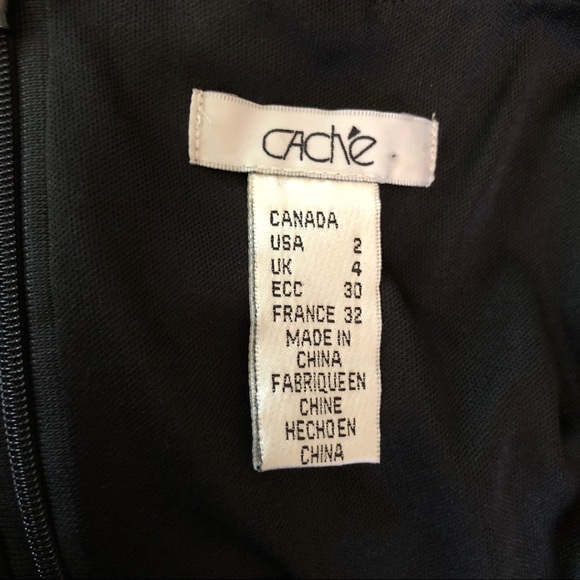 CAChé
CANADA
USA 2
UK 4
ECC 30
FRANCE 32
MADE IN
CHINA
FABRIQUEEN
CHINE
HECHOEN
CHINA